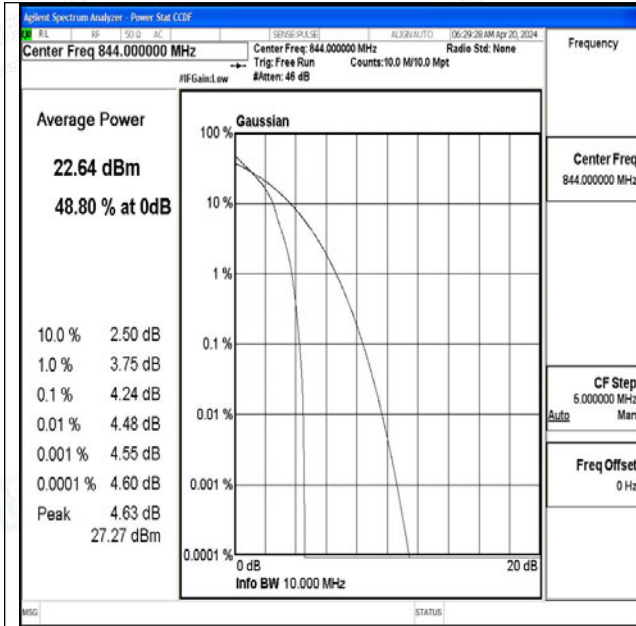 Agilent Spectrum Analyzer - Power Stat CCDF
RL RF 50 Ω AC SENSE:PULSE ALIGNAUTO 06:29:28 AM Apr 20, 2024
Center Freq 844.000000 MHz
Center Freq: 844.000000 MHz Radio Std: None
Trig: Free Run Counts:10.0 M/10.0 Mpt
#IFGain:Low #Atten: 46 dB
Frequency
Average Power
22.64 dBm
48.80 % at 0dB
10.0 % 2.50 dB
1.0 % 3.75 dB
0.1 % 4.24 dB
0.01 % 4.48 dB
0.001 % 4.55 dB
0.0001 % 4.60 dB
Peak 4.63 dB
27.27 dBm
Gaussian
100 %
10 %
1 %
0.1 %
0.01 %
0.001 %
0.0001 %
0 dB 20 dB
Info BW 10.000 MHz
Center Freq
844.000000 MHz
CF Step
5.000000 MHz
Auto Man
Freq Offset
0 Hz
MSG STATUS